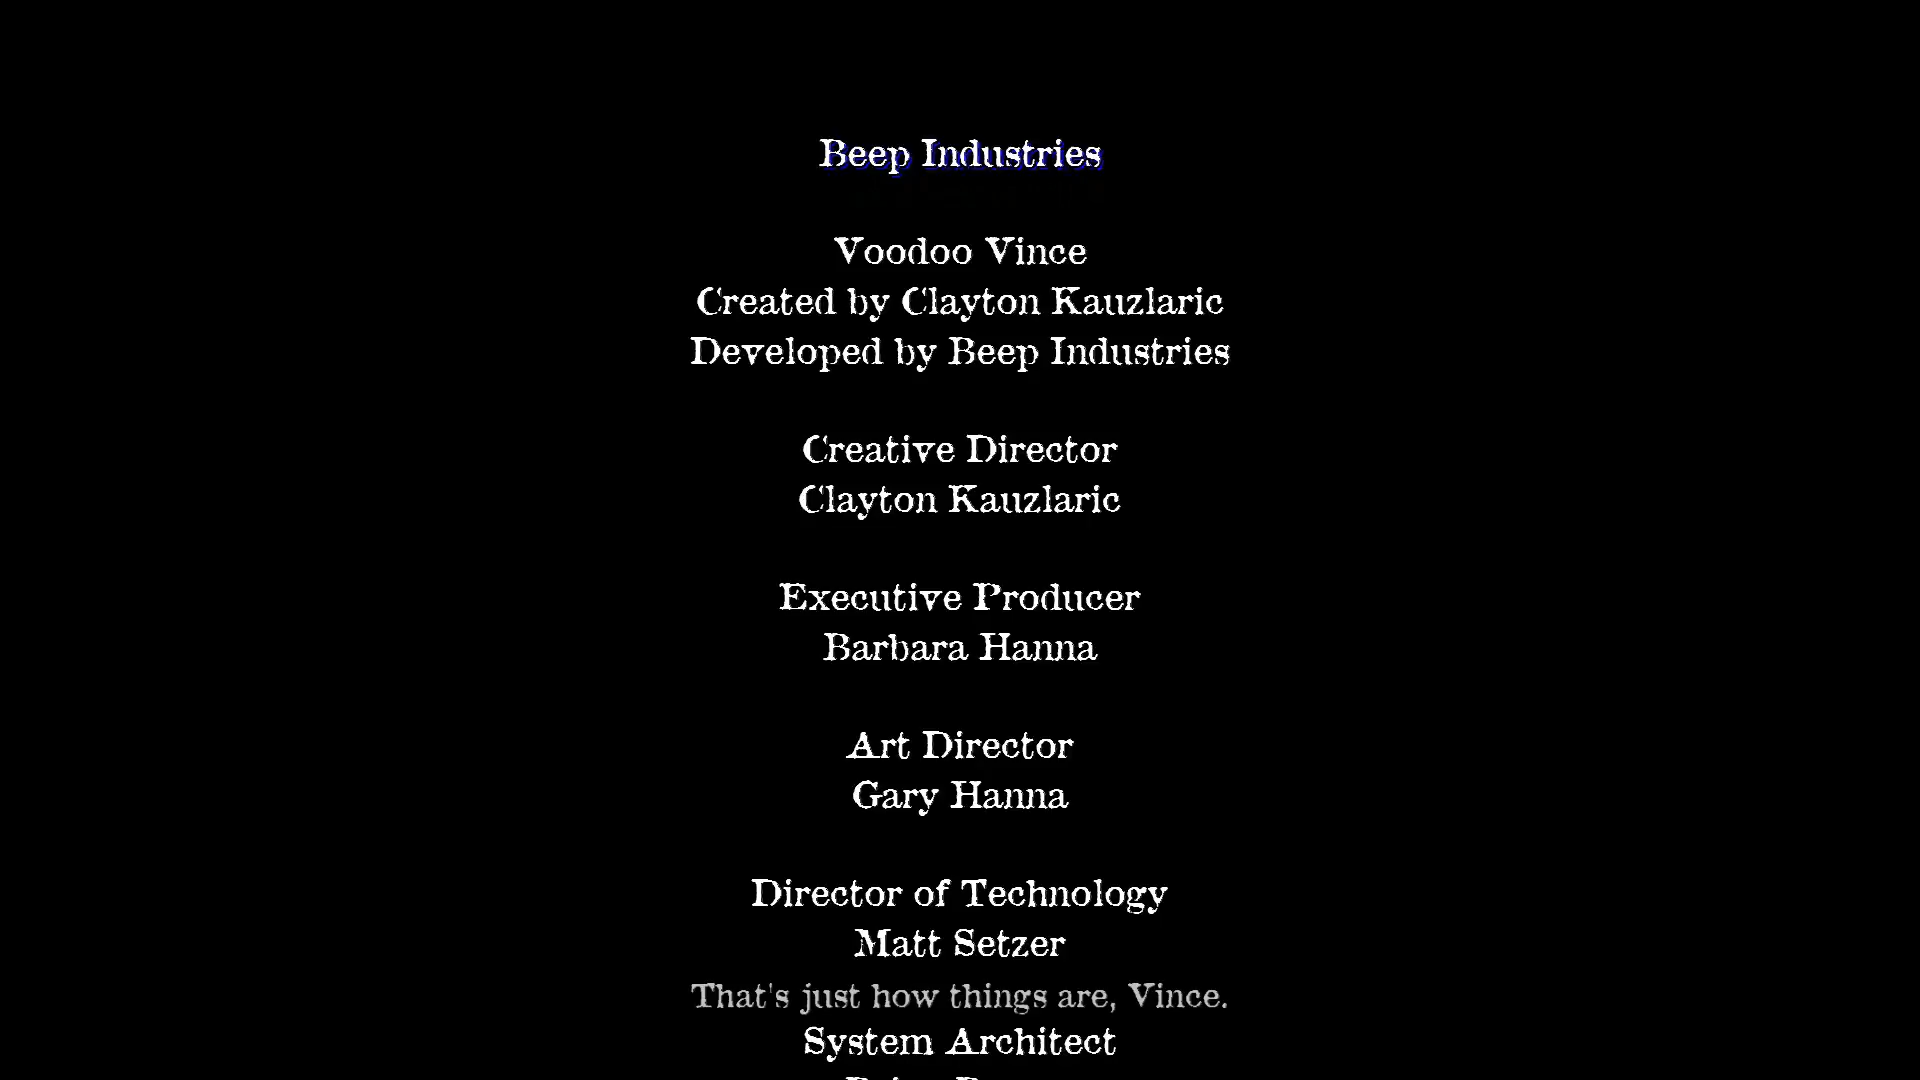 Beep Industries
Voodoo Vince
Created by Clayton Kauzlaric
Developed by Beep Industries
Creative Director
Clayton Kauzlaric
Executive Producer
Barbara Hanna
Art Director
Gary Hanna
Director of Technology
Matt Setzer
That's just how things are, Vince.
System Architect